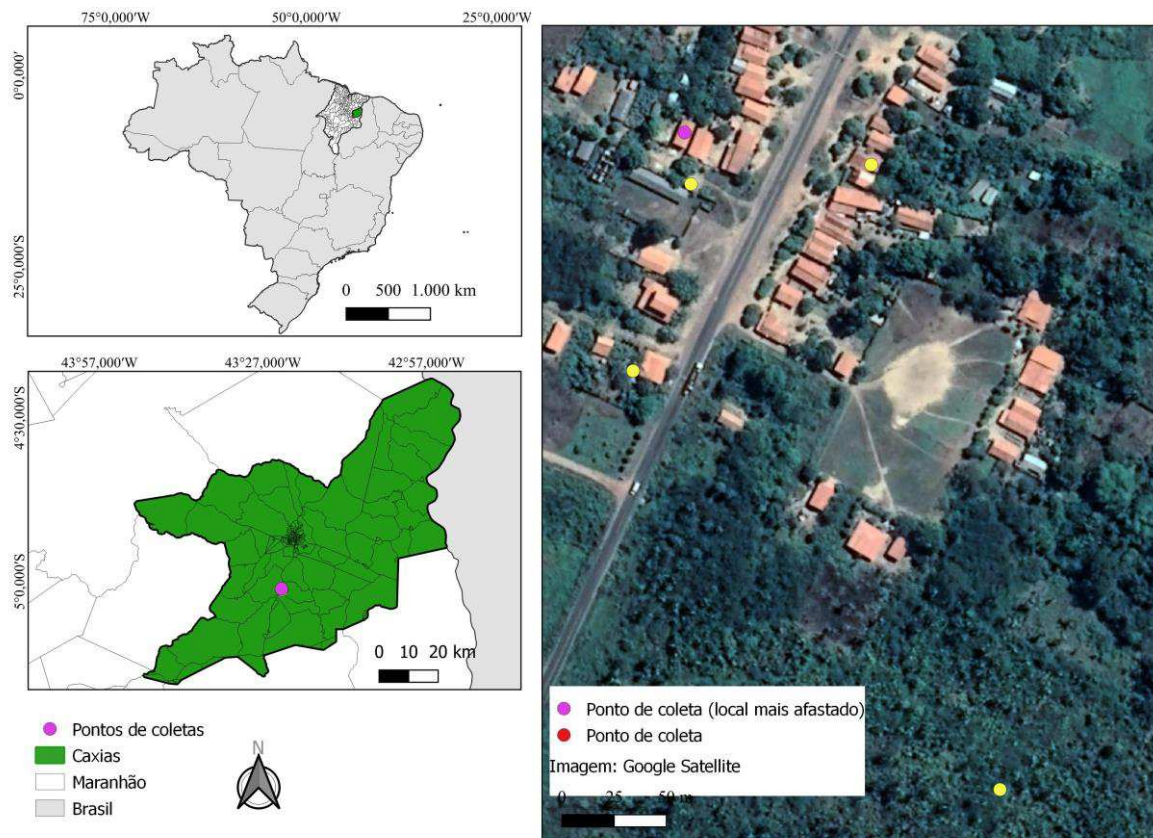 75°0,000'W 50°0,000'W 25°0,000'W
0°0,000'
25°0,000'S
0 500 1.000 km
43°57,000'W 43°27,000'W 42°57,000'W
4°30,000'S
5°0,000'S
0 10 20 km
Pontos de coletas
Caxias
Maranhão
Brasil
N
Ponto de coleta (local mais afastado)
Ponto de coleta
Imagem: Google Satellite
0 25 50 m